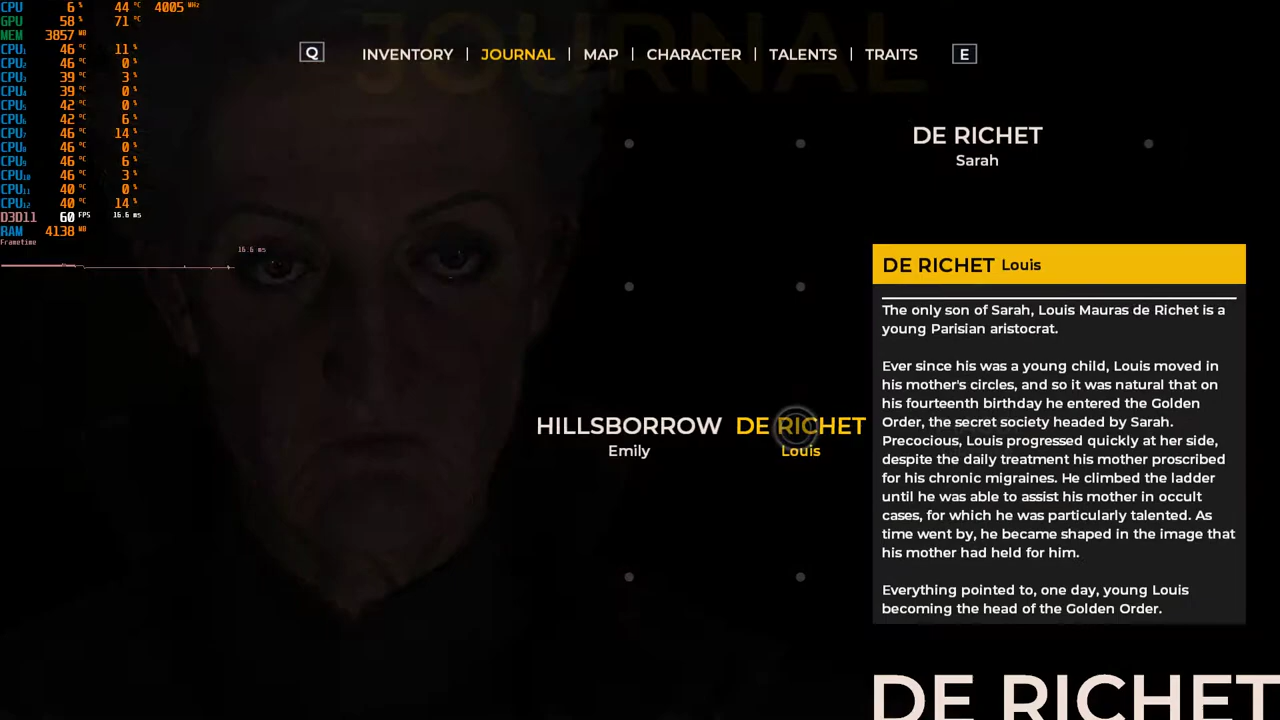 CPU 6 % 44 °C 4005 MHz
GPU 58 % 71 °C
MEM 3857 MB
CPU1 46 °C 11 %
CPU2 46 °C 0 %
CPU3 39 °C 3 %
CPU4 39 °C 0 %
CPU5 42 °C 0 %
CPU6 42 °C 6 %
CPU7 46 °C 14 %
CPU8 46 °C 0 %
CPU9 46 °C 6 %
CPU10 46 °C 3 %
CPU11 40 °C 0 %
CPU12 40 °C 14 %
D3D11 60 FPS 16.6 ms
RAM 4138 MB
Frametime
16.6 ms
JOURNAL
Q INVENTORY | JOURNAL | MAP | CHARACTER | TALENTS | TRAITS E
DE RICHET
Sarah
HILLSBORROW
Emily
DE RICHET
Louis
DE RICHET Louis
The only son of Sarah, Louis Mauras de Richet is a
young Parisian aristocrat.
Ever since his was a young child, Louis moved in
his mother's circles, and so it was natural that on
his fourteenth birthday he entered the Golden
Order, the secret society headed by Sarah.
Precocious, Louis progressed quickly at her side,
despite the daily treatment his mother proscribed
for his chronic migraines. He climbed the ladder
until he was able to assist his mother in occult
cases, for which he was particularly talented. As
time went by, he became shaped in the image that
his mother had held for him.
Everything pointed to, one day, young Louis
becoming the head of the Golden Order.
DE RICHET